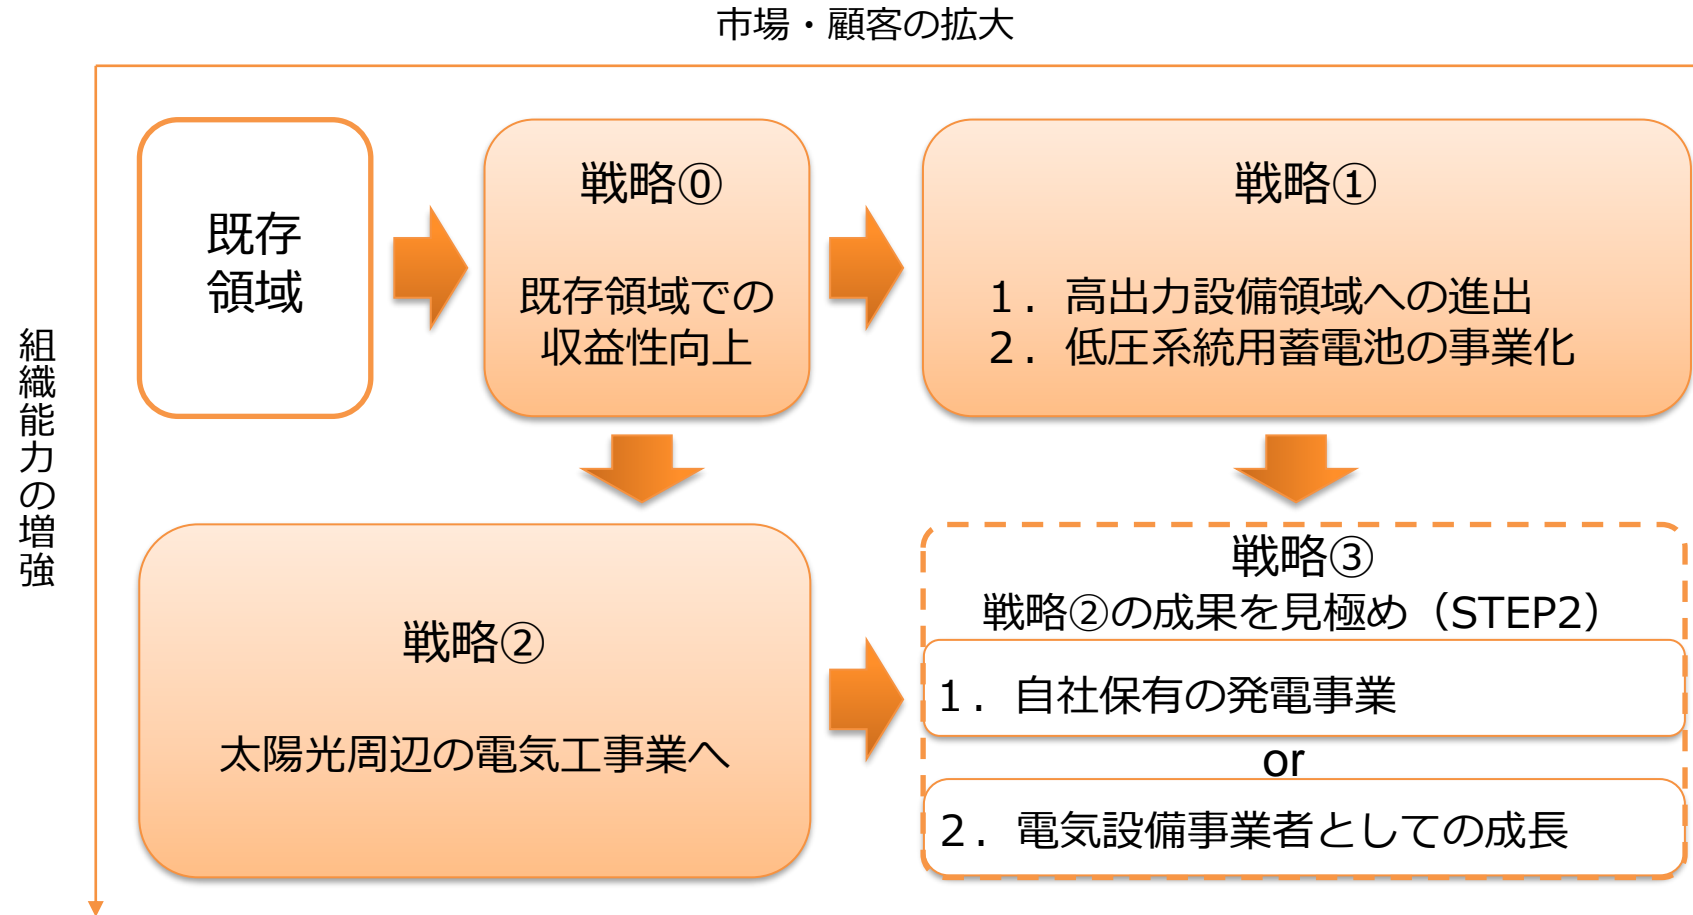 市場・顧客の拡大
組織能力の増強
既存
領域
戦略⓪
既存領域での
収益性向上
戦略①
１．高出力設備領域への進出
２．低圧系統用蓄電池の事業化
戦略②
太陽光周辺の電気工事業へ
戦略③
戦略②の成果を見極め（STEP2）
１．自社保有の発電事業
or
２．電気設備事業者としての成長